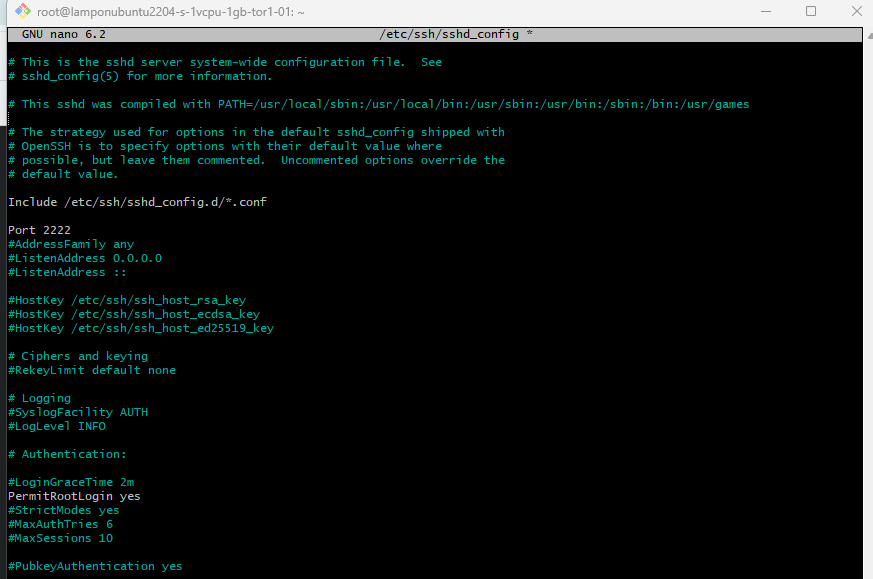 root@lamponubuntu2204-s-1vcpu-1gb-tor1-01: ~
GNU nano 6.2 /etc/ssh/sshd_config *
# This is the sshd server system-wide configuration file.  See
# sshd_config(5) for more information.
# This sshd was compiled with PATH=/usr/local/sbin:/usr/local/bin:/usr/sbin:/usr/bin:/sbin:/bin:/usr/games
# The strategy used for options in the default sshd_config shipped with
# OpenSSH is to specify options with their default value where
# possible, but leave them commented.  Uncommented options override the
# default value.
Include /etc/ssh/sshd_config.d/*.conf
Port 2222
#AddressFamily any
#ListenAddress 0.0.0.0
#ListenAddress ::
#HostKey /etc/ssh/ssh_host_rsa_key
#HostKey /etc/ssh/ssh_host_ecdsa_key
#HostKey /etc/ssh/ssh_host_ed25519_key
# Ciphers and keying
#RekeyLimit default none
# Logging
#SyslogFacility AUTH
#LogLevel INFO
# Authentication:
#LoginGraceTime 2m
PermitRootLogin yes
#StrictModes yes
#MaxAuthTries 6
#MaxSessions 10
#PubkeyAuthentication yes